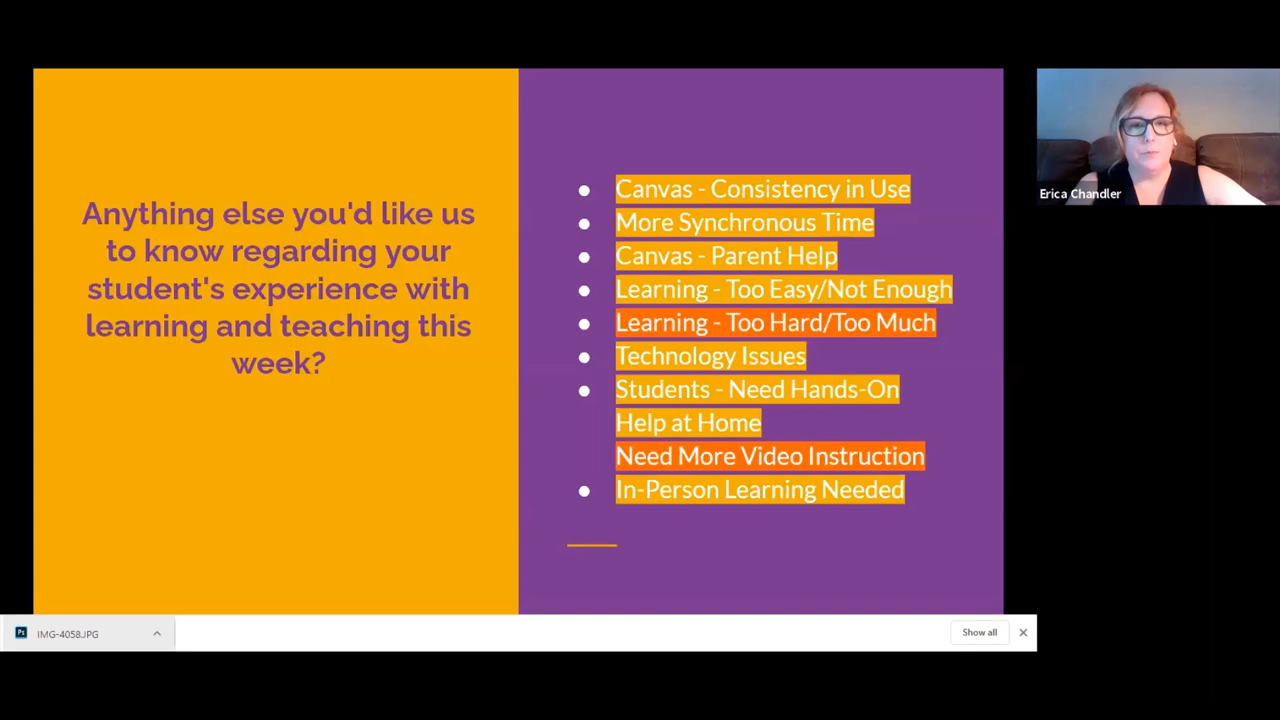 Anything else you'd like us
to know regarding your
student's experience with
learning and teaching this
week?
● Canvas - Consistency in Use
● More Synchronous Time
● Canvas - Parent Help
● Learning - Too Easy/Not Enough
● Learning - Too Hard/Too Much
● Technology Issues
● Students - Need Hands-On
Help at Home
Need More Video Instruction
● In-Person Learning Needed
Erica Chandler
Ps
IMG-4058.JPG
Show all